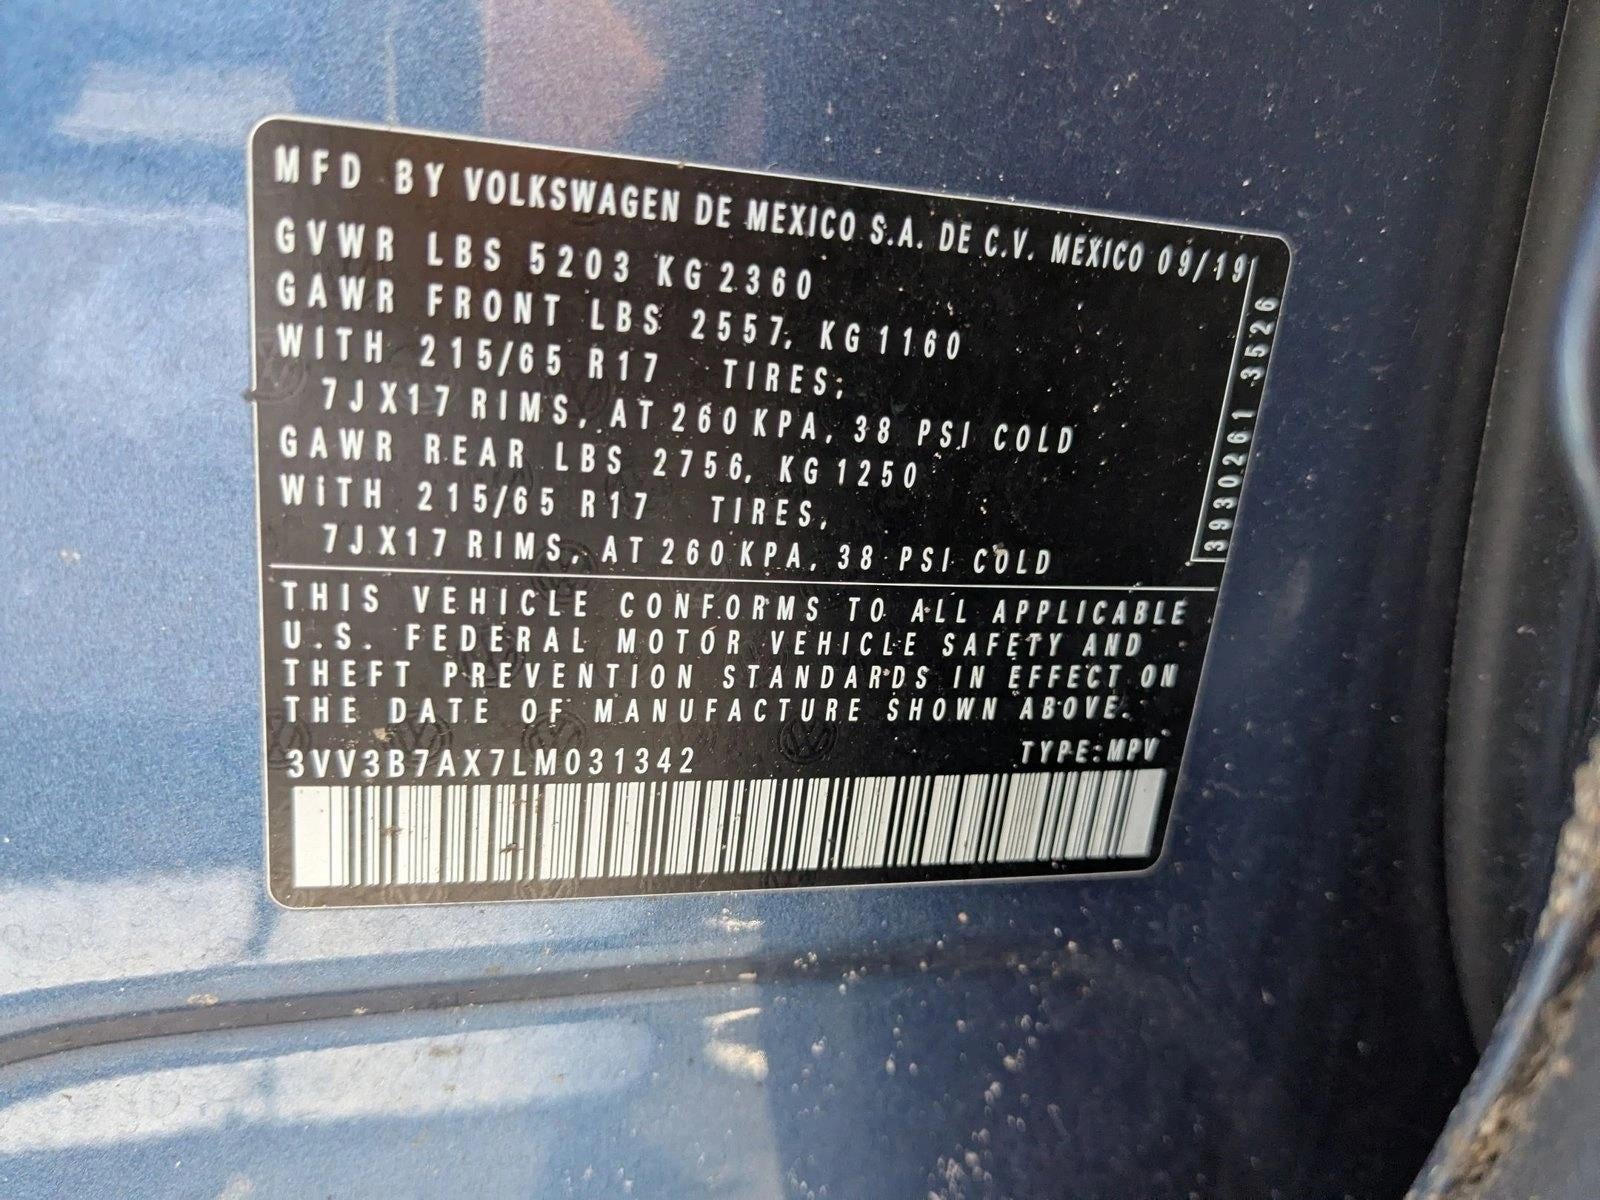 MFD BY VOLKSWAGEN DE MEXICO S.A. DE C.V. MEXICO 09/19
GVWR LBS 5203 KG 2360
GAWR FRONT LBS 2557, KG 1160
WITH 215/65 R17 TIRES;
7JX17 RIMS, AT 260 KPA, 38 PSI COLD
GAWR REAR LBS 2756, KG 1250
WiTH 215/65 R17 TIRES,
7JX17 RIMS, AT 260 KPA, 38 PSI COLD
3930261 3526
THIS VEHICLE CONFORMS TO ALL APPLICABLE
U.S. FEDERAL MOTOR VEHICLE SAFETY AND
THEFT PREVENTION STANDARDS IN EFFECT ON
THE DATE OF MANUFACTURE SHOWN ABOVE.
3VV3B7AX7LM031342 TYPE: MPV